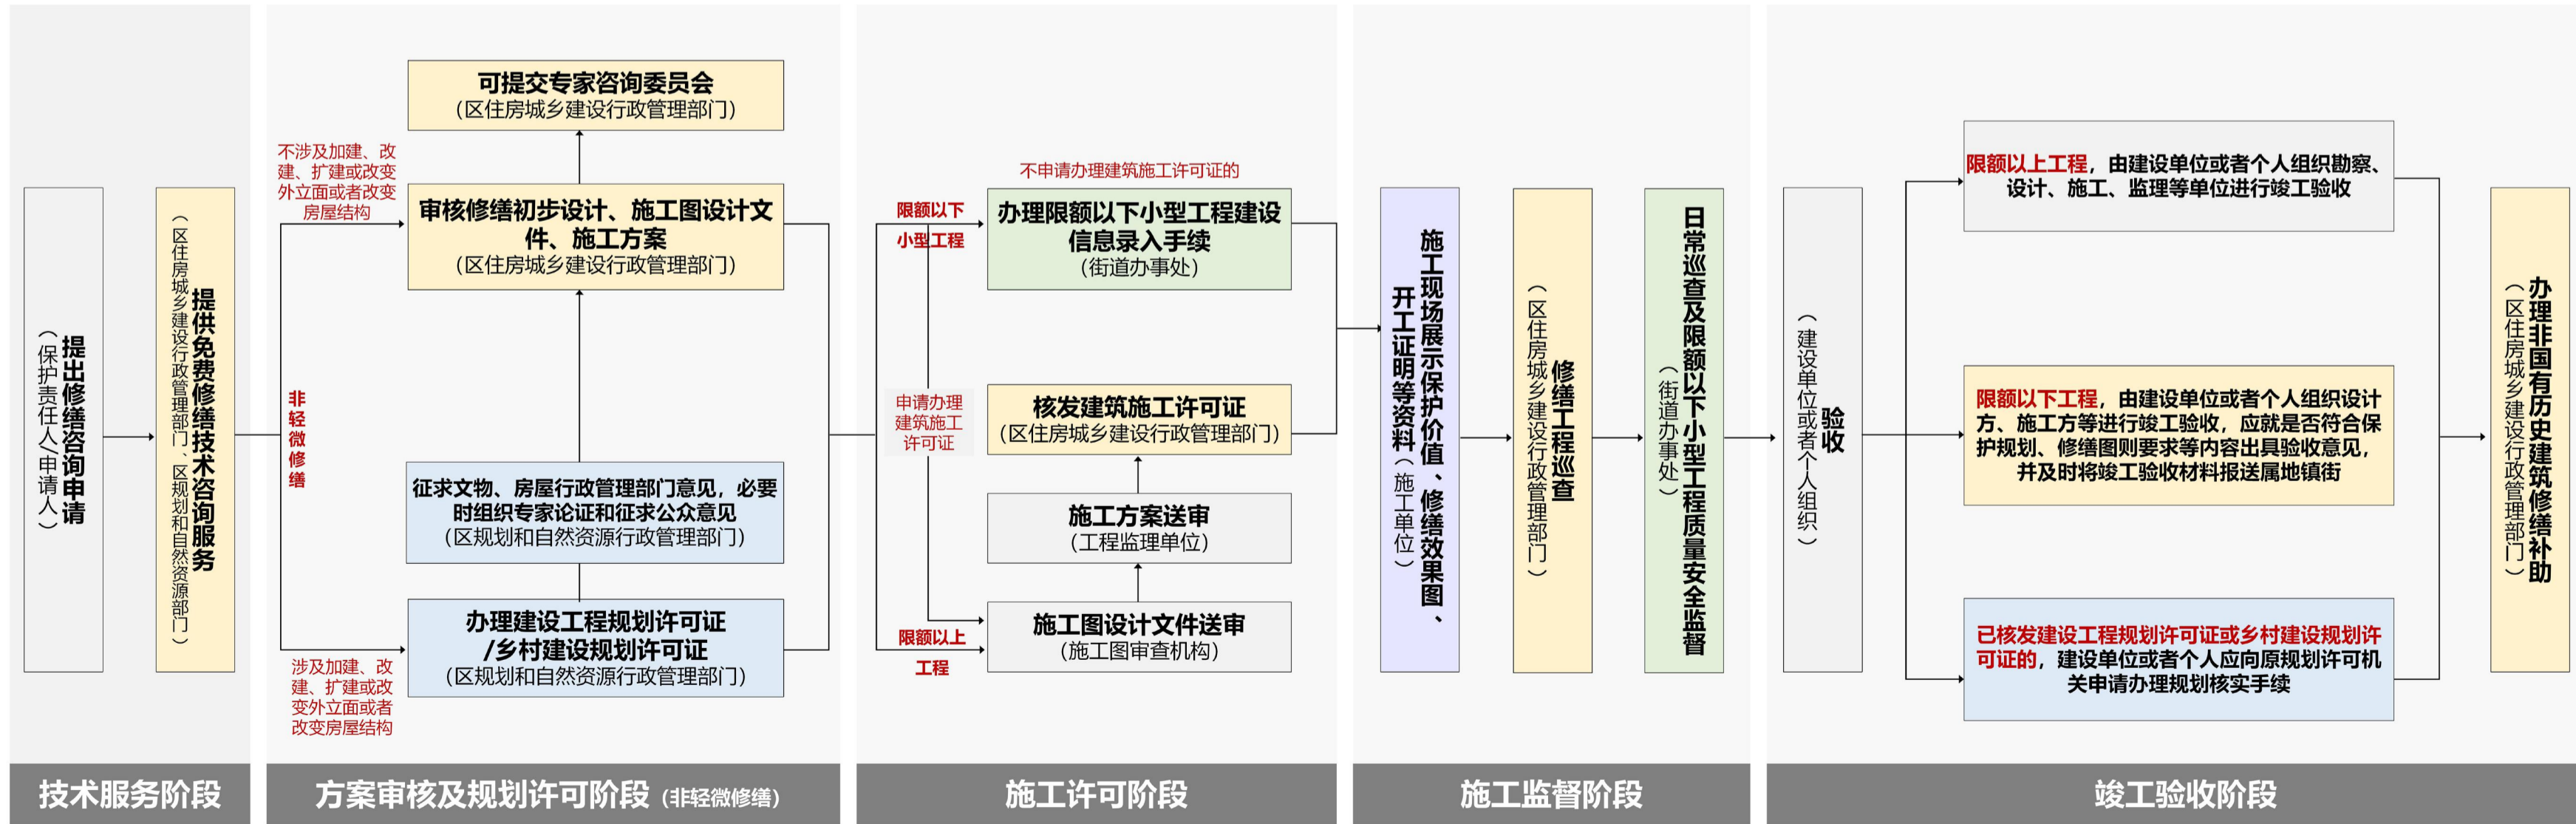 提出修缮咨询申请
（保护责任人/申请人）
提供免费修缮技术咨询服务
（区住房城乡建设行政管理部门、区规划和自然资源部门）
技术服务阶段
非轻微修缮
不涉及加建、改
建、扩建或改变
外立面或者改变
房屋结构
可提交专家咨询委员会
（区住房城乡建设行政管理部门）
审核修缮初步设计、施工图设计文
件、施工方案
（区住房城乡建设行政管理部门）
征求文物、房屋行政管理部门意见，必要
时组织专家论证和征求公众意见
（区规划和自然资源行政管理部门）
办理建设工程规划许可证
/乡村建设规划许可证
（区规划和自然资源行政管理部门）
涉及加建、改
建、扩建或改
变外立面或者
改变房屋结构
方案审核及规划许可阶段（非轻微修缮）
不申请办理建筑施工许可证的
限额以下
小型工程
办理限额以下小型工程建设
信息录入手续
（街道办事处）
申请办理
建筑施工
许可证
核发建筑施工许可证
（区住房城乡建设行政管理部门）
施工方案送审
（工程监理单位）
限额以上
工程
施工图设计文件送审
（施工图审查机构）
施工许可阶段
施工现场展示保护价值、修缮效果图、
开工证明等资料（施工单位）
修缮工程巡查
（区住房城乡建设行政管理部门）
日常巡查及限额以下小型工程质量安全监督
（街道办事处）
施工监督阶段
验收
（建设单位或者个人组织）
限额以上工程，由建设单位或者个人组织勘察、
设计、施工、监理等单位进行竣工验收
限额以下工程，由建设单位或者个人组织设计
方、施工方等进行竣工验收，应就是否符合保
护规划、修缮图则要求等内容出具验收意见，
并及时将竣工验收材料报送属地镇街
已核发建设工程规划许可证或乡村建设规划许
可证的，建设单位或者个人应向原规划许可机
关申请办理规划核实手续
办理非国有历史建筑修缮补助
（区住房城乡建设行政管理部门）
竣工验收阶段